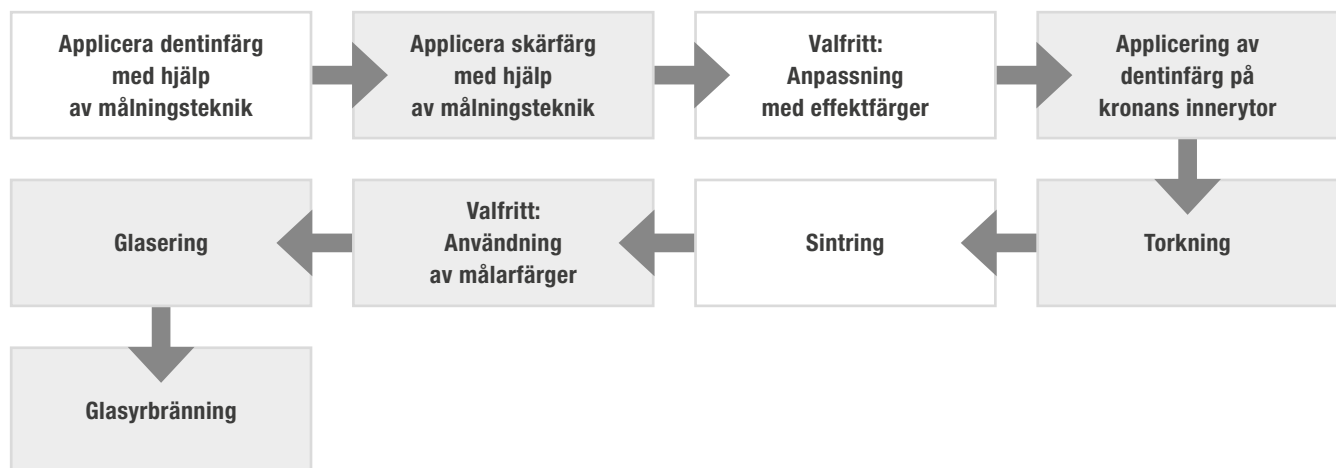 Applicera dentinfärg
med hjälp
av målningsteknik
Applicera skärfärg
med hjälp
av målningsteknik
Valfritt:
Anpassning
med effektfärger
Applicering av
dentinfärg på
kronans innerytor
Torkning
Sintring
Valfritt:
Användning
av målarfärger
Glasering
Glasyrbränning